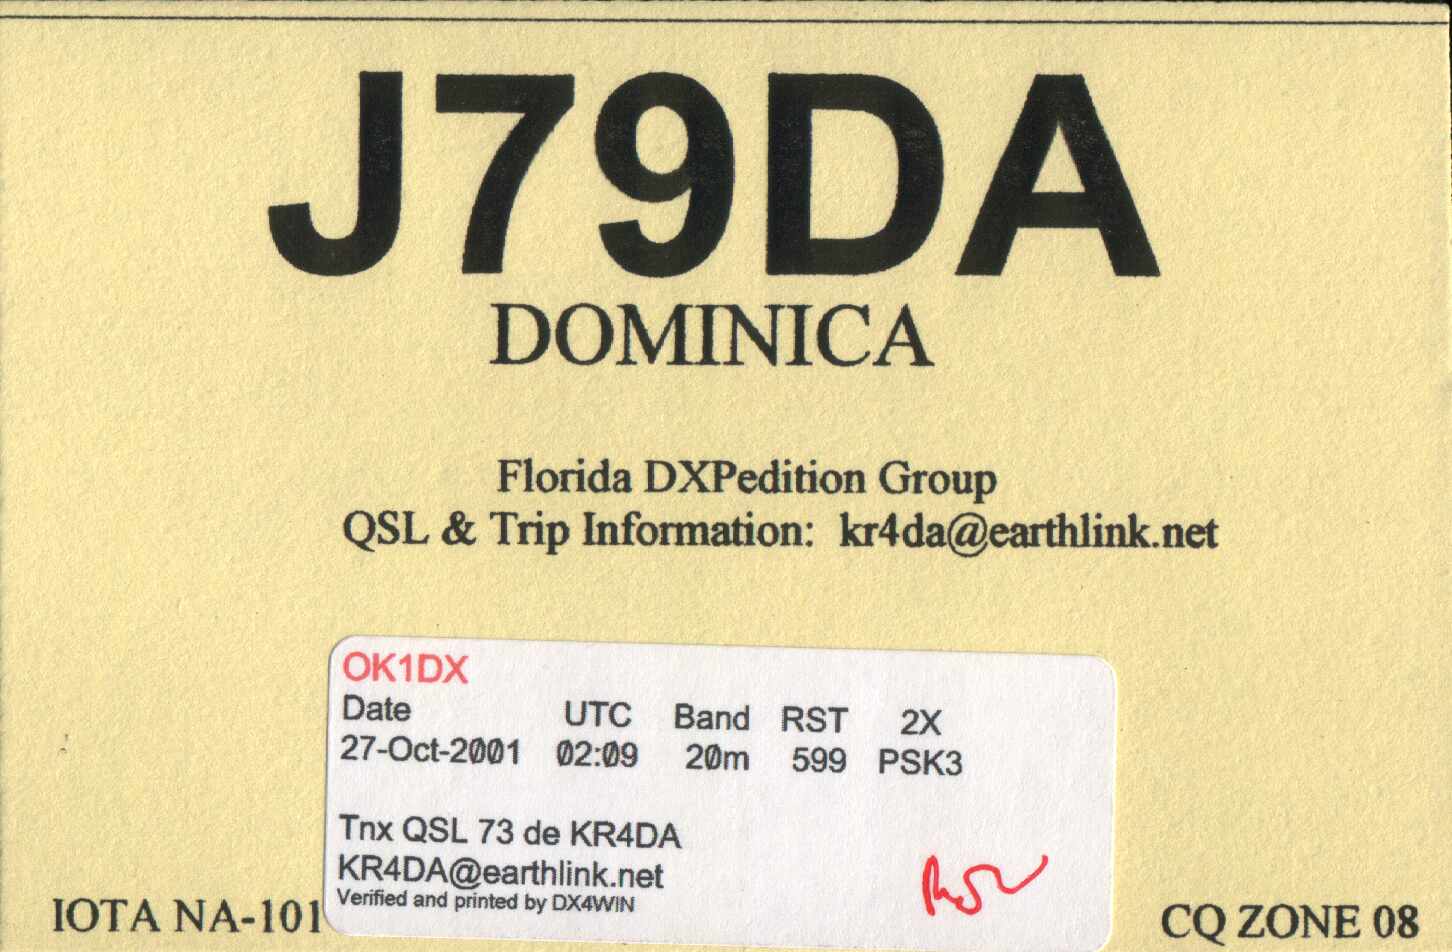 J79DA
DOMINICA
Florida DXPedition Group
QSL & Trip Information: kr4da@earthlink.net
OK1DX
Date UTC Band RST 2X
27-Oct-2001 02:09 20m 599 PSK3
Tnx QSL 73 de KR4DA
KR4DA@earthlink.net
Verified and printed by DX4WIN
IOTA NA-101
CQ ZONE 08